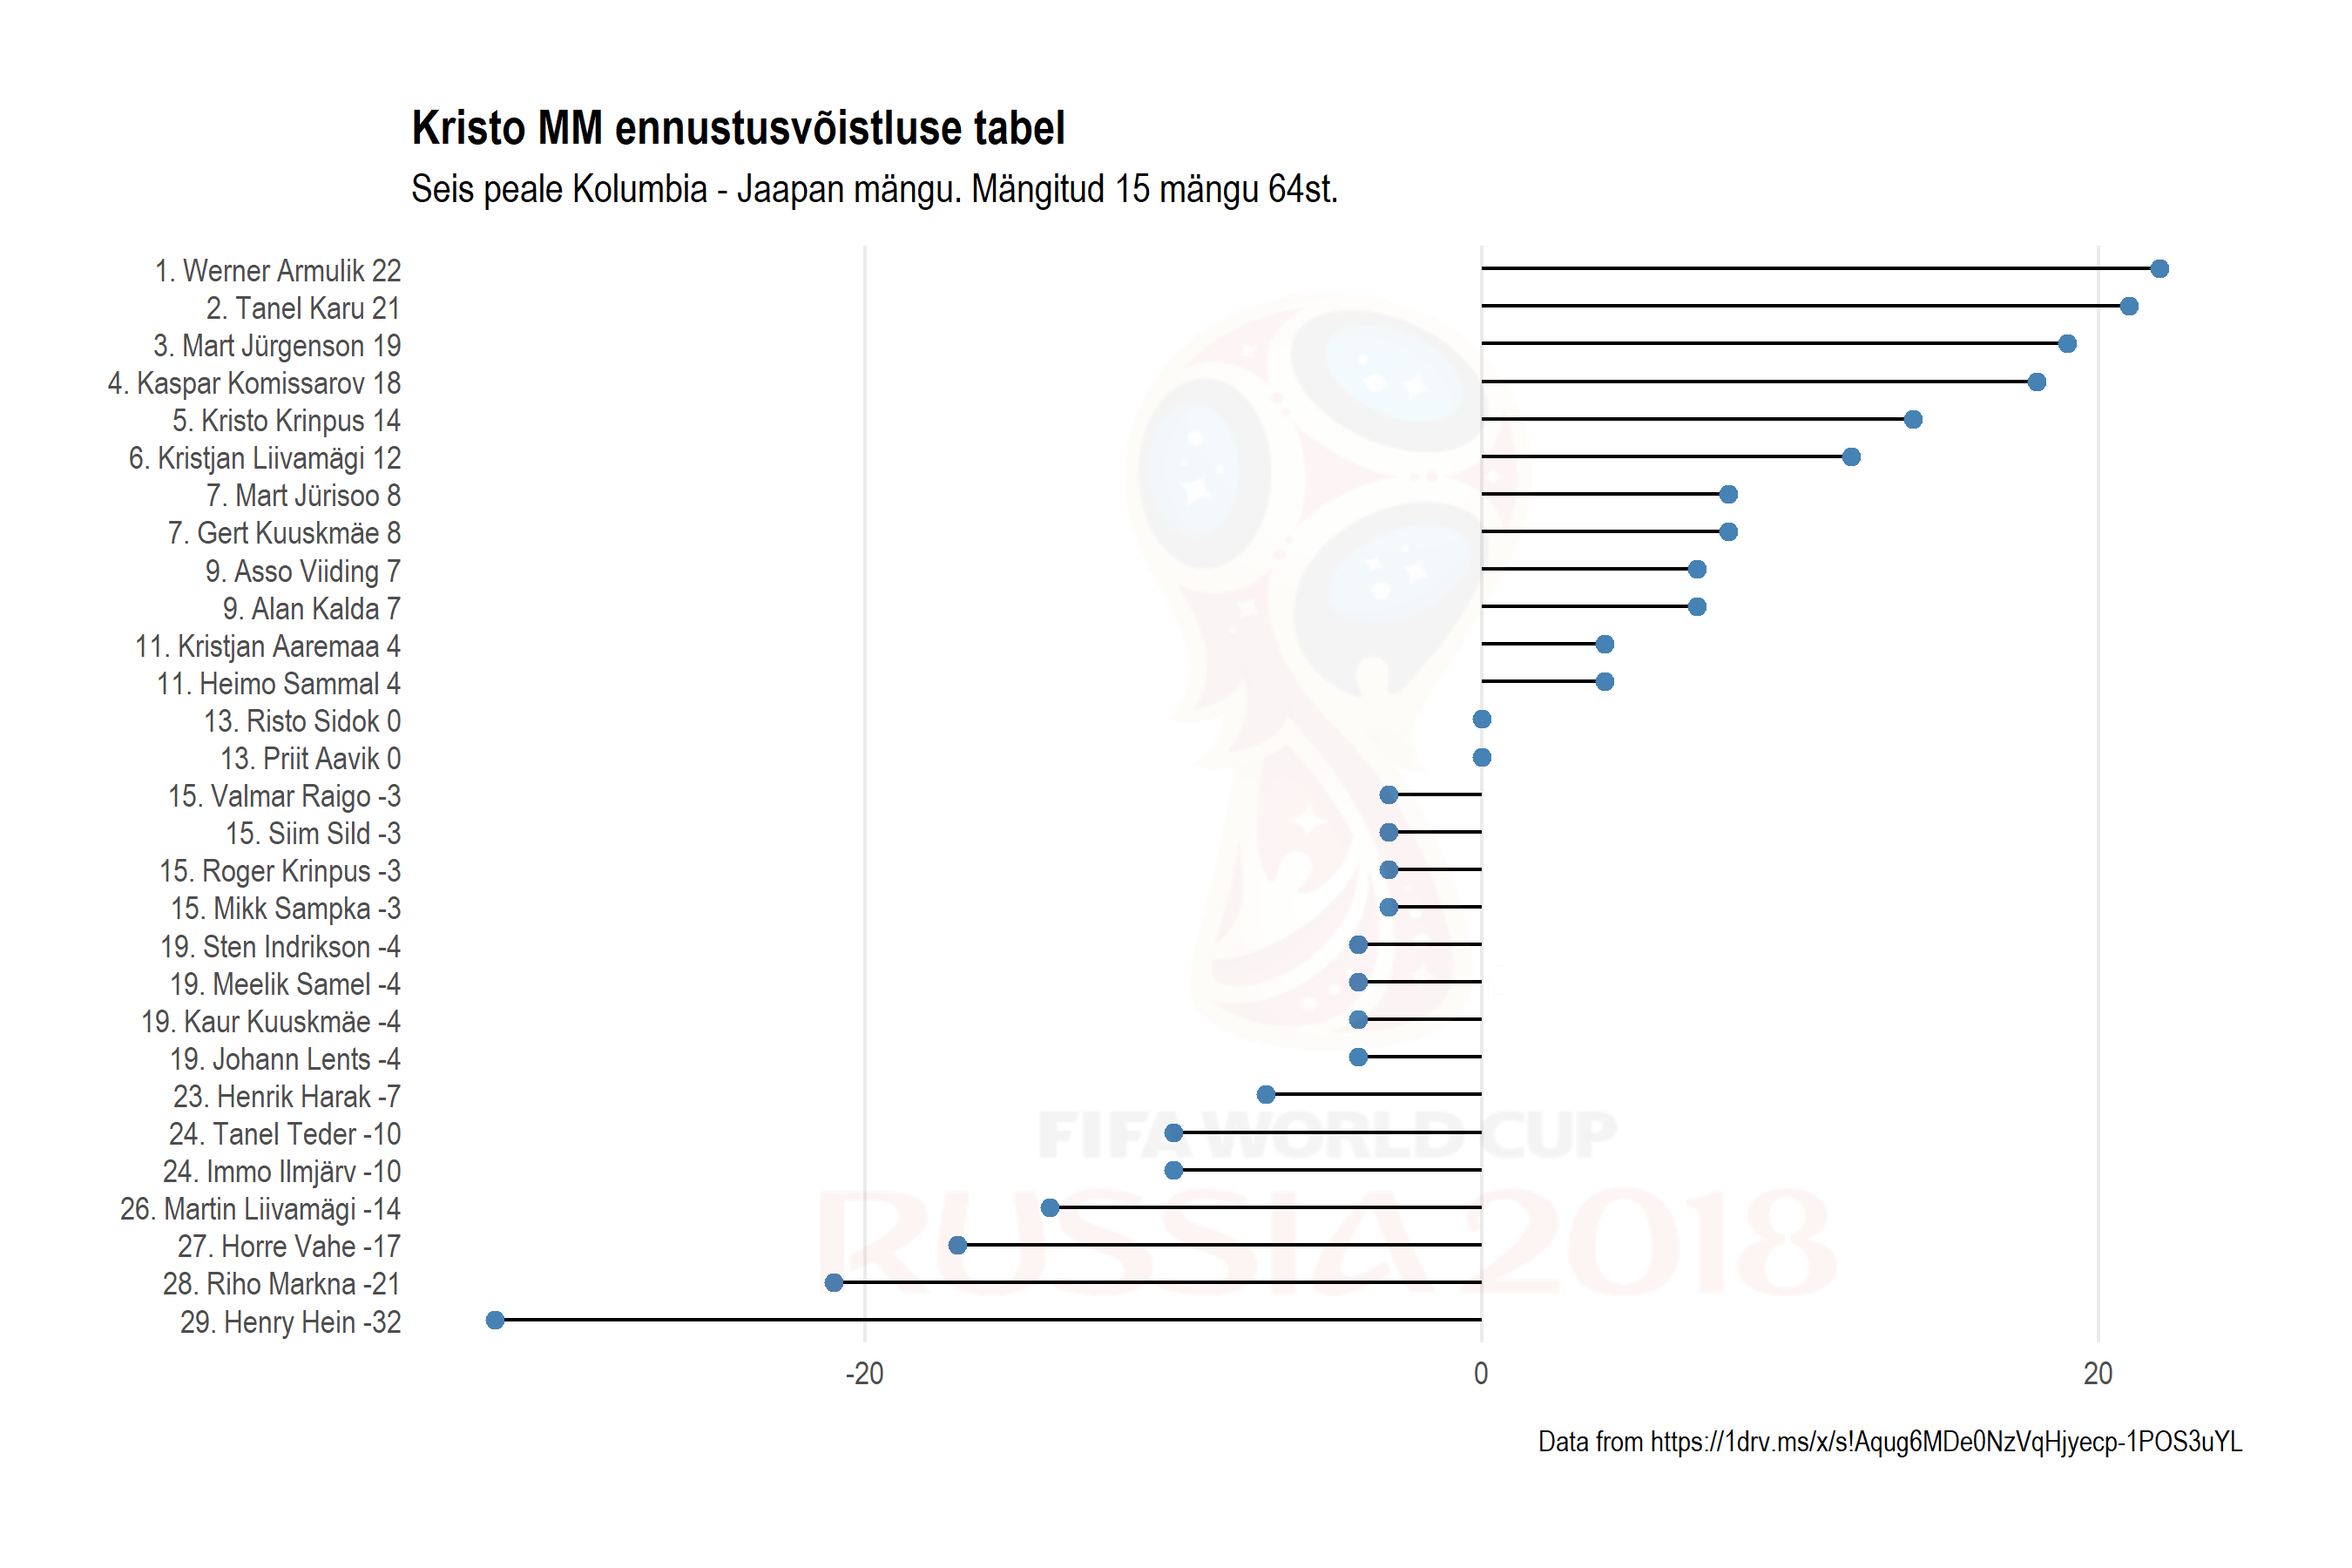 Kristo MM ennustusvõistluse tabel
Seis peale Kolumbia - Jaapan mängu. Mängitud 15 mängu 64st.
1. Werner Armulik 22
2. Tanel Karu 21
3. Mart Jürgenson 19
4. Kaspar Komissarov 18
5. Kristo Krinpus 14
6. Kristjan Liivamägi 12
7. Mart Jürisoo 8
7. Gert Kuuskmäe 8
9. Asso Viiding 7
9. Alan Kalda 7
11. Kristjan Aaremaa 4
11. Heimo Sammal 4
13. Risto Sidok 0
13. Priit Aavik 0
15. Valmar Raigo -3
15. Siim Sild -3
15. Roger Krinpus -3
15. Mikk Sampka -3
19. Sten Indrikson -4
19. Meelik Samel -4
19. Kaur Kuuskmäe -4
19. Johann Lents -4
23. Henrik Harak -7
24. Tanel Teder -10
24. Immo Ilmjärv -10
26. Martin Liivamägi -14
27. Horre Vahe -17
28. Riho Markna -21
29. Henry Hein -32
FIFA WORLD CUP
RUSSIA 2018
-20 0 20
Data from https://1drv.ms/x/s!Aqug6MDe0NzVqHjyecp-1POS3uYL